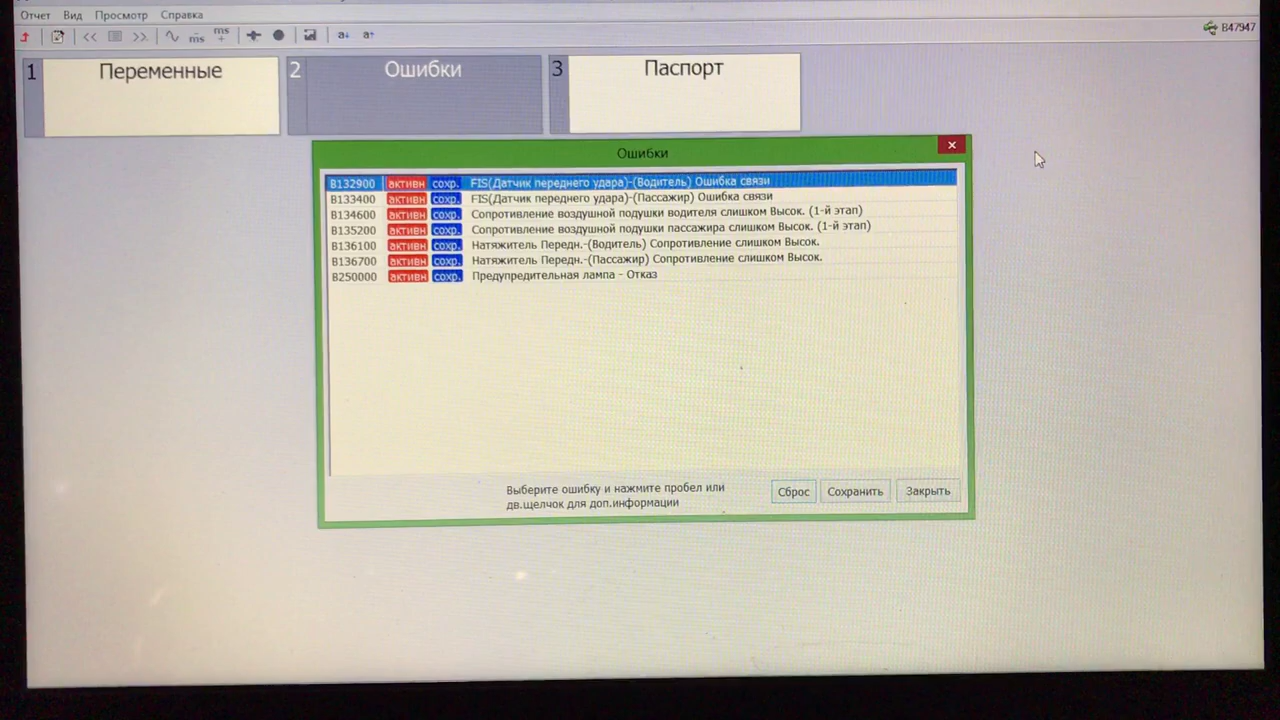 Отчет Вид Просмотр Справка
<< >> ms ms a+ a+ B47947
1 Переменные 2 Ошибки 3 Паспорт
Ошибки
B132900 активн сохр. FIS(Датчик переднего удара)-(Водитель) Ошибка связи
B133400 активн сохр. FIS(Датчик переднего удара)-(Пассажир) Ошибка связи
B134600 активн сохр. Сопротивление воздушной подушки водителя слишком Высок. (1-й этап)
B135200 активн сохр. Сопротивление воздушной подушки пассажира слишком Высок. (1-й этап)
B136100 активн сохр. Натяжитель Передн.-(Водитель) Сопротивление слишком Высок.
B136700 активн сохр. Натяжитель Передн.-(Пассажир) Сопротивление слишком Высок.
B250000 активн сохр. Предупредительная лампа - Отказ
Выберите ошибку и нажмите пробел или
дв.щелчок для доп.информации
Сброс Сохранить Закрыть